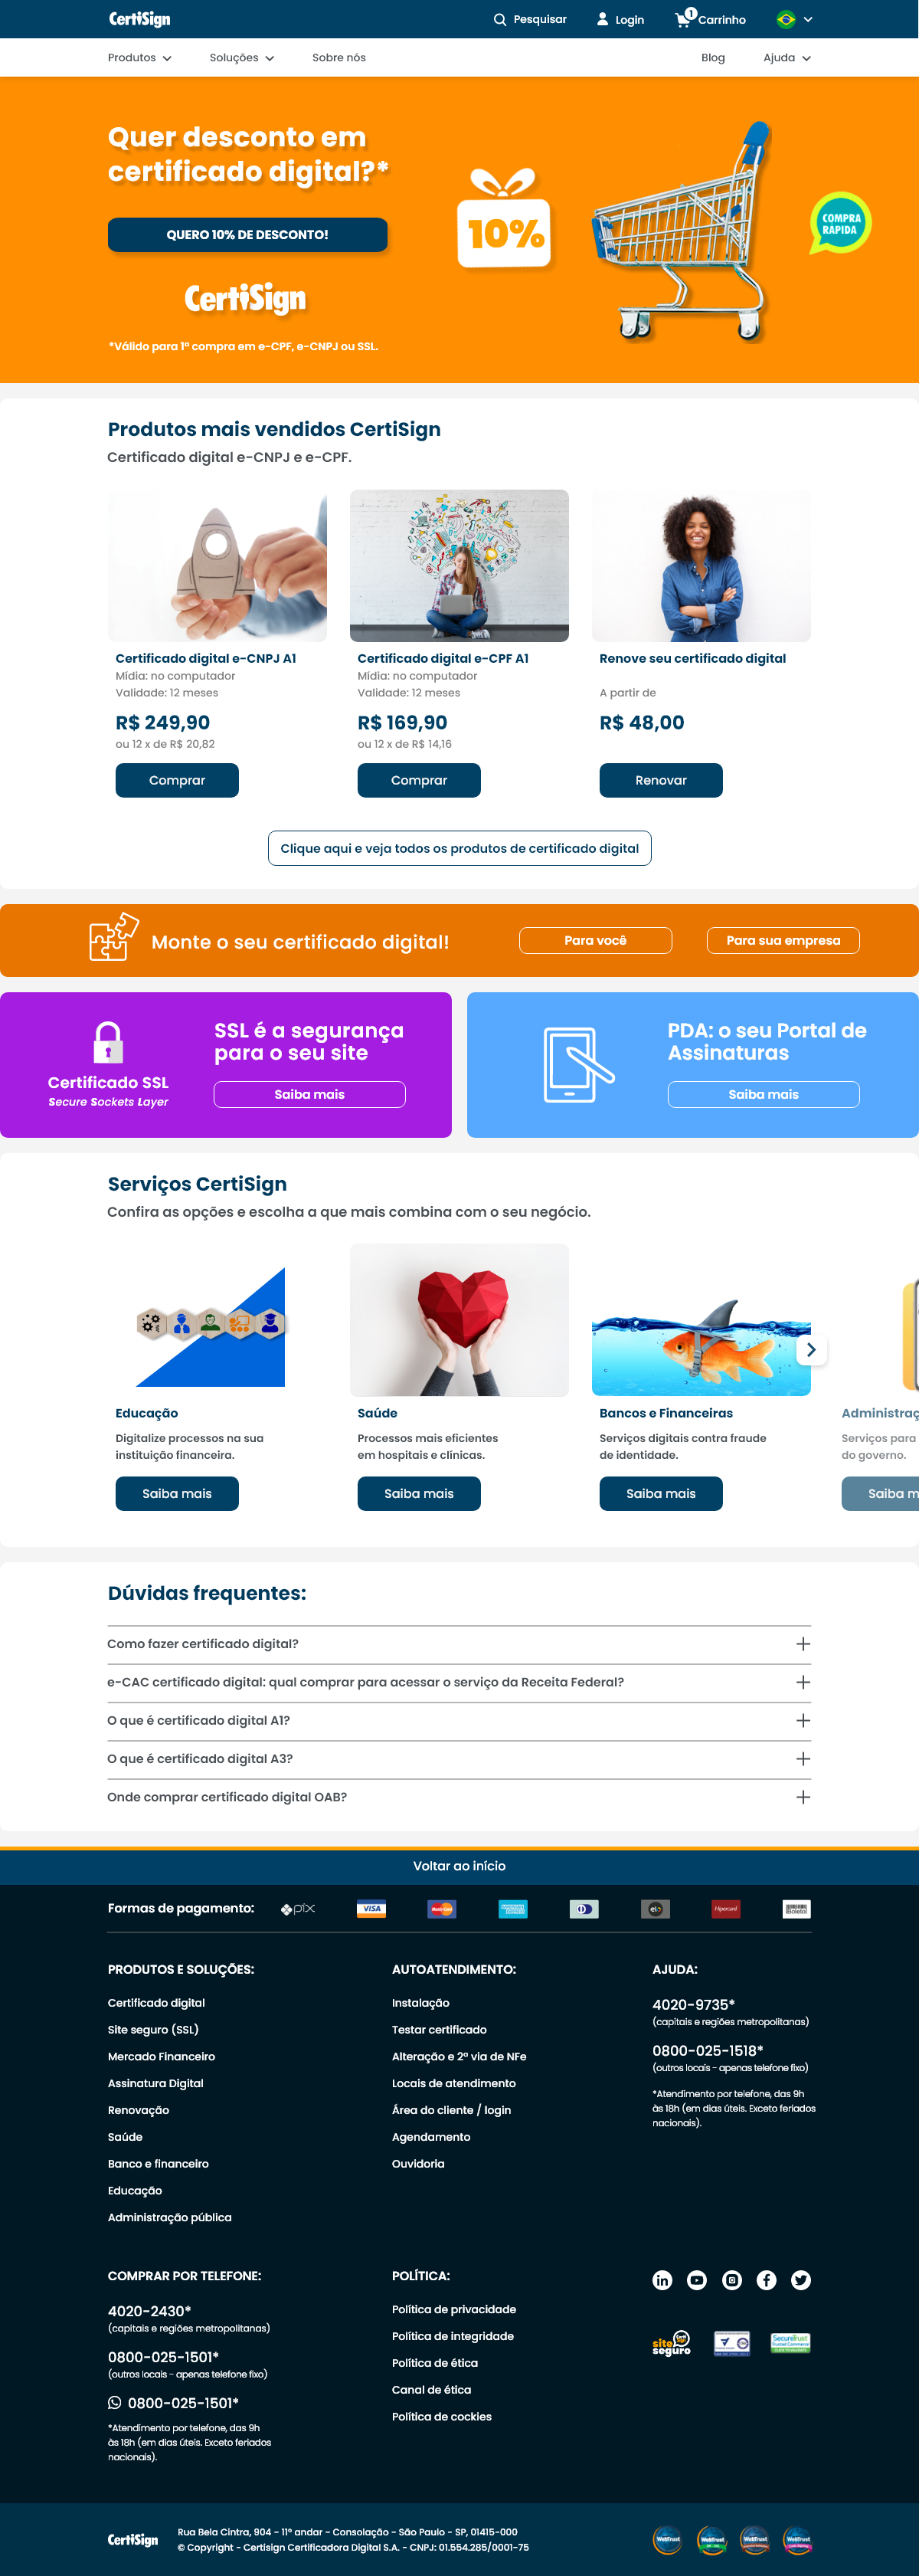 CertiSign
Pesquisar
Login
1
Carrinho
Produtos
Soluções
Sobre nós
Blog
Ajuda
Quer desconto em
certificado digital?*
QUERO 10% DE DESCONTO!
CertiSign
*Válido para 1ª compra em e-CPF, e-CNPJ ou SSL.
10%
COMPRA
RAPIDA
Produtos mais vendidos CertiSign
Certificado digital e-CNPJ e e-CPF.
Certificado digital e-CNPJ A1
Mídia: no computador
Validade: 12 meses
R$ 249,90
ou 12 x de R$ 20,82
Comprar
Certificado digital e-CPF A1
Mídia: no computador
Validade: 12 meses
R$ 169,90
ou 12 x de R$ 14,16
Comprar
Renove seu certificado digital
A partir de
R$ 48,00
Renovar
Clique aqui e veja todos os produtos de certificado digital
Monte o seu certificado digital!
Para você
Para sua empresa
Certificado SSL
Secure Sockets Layer
SSL é a segurança
para o seu site
Saiba mais
PDA: o seu Portal de
Assinaturas
Saiba mais
Serviços CertiSign
Confira as opções e escolha a que mais combina com o seu negócio.
Educação
Digitalize processos na sua
instituição financeira.
Saiba mais
Saúde
Processos mais eficientes
em hospitais e clínicas.
Saiba mais
Bancos e Financeiras
Serviços digitais contra fraude
de identidade.
Saiba mais
Administraç
Serviços para
do governo.
Saiba m
Dúvidas frequentes:
Como fazer certificado digital?
e-CAC certificado digital: qual comprar para acessar o serviço da Receita Federal?
O que é certificado digital A1?
O que é certificado digital A3?
Onde comprar certificado digital OAB?
Voltar ao início
Formas de pagamento:
pix
VISA
MasterCard
elo
Hipercard
Boleto
PRODUTOS E SOLUÇÕES:
Certificado digital
Site seguro (SSL)
Mercado Financeiro
Assinatura Digital
Renovação
Saúde
Banco e financeiro
Educação
Administração pública
AUTOATENDIMENTO:
Instalação
Testar certificado
Alteração e 2ª via de NFe
Locais de atendimento
Área do cliente / login
Agendamento
Ouvidoria
AJUDA:
4020-9735*
(capitais e regiões metropolitanas)
0800-025-1518*
(outros locais - apenas telefone fixo)
*Atendimento por telefone, das 9h
às 18h (em dias úteis. Exceto feriados
nacionais).
COMPRAR POR TELEFONE:
4020-2430*
(capitais e regiões metropolitanas)
0800-025-1501*
(outros locais - apenas telefone fixo)
0800-025-1501*
*Atendimento por telefone, das 9h
às 18h (em dias úteis. Exceto feriados
nacionais).
POLÍTICA:
Política de privacidade
Política de integridade
Política de ética
Canal de ética
Política de cockies
in
f
site
seguro
SecureTrust
CertiSign
Rua Bela Cintra, 904 - 11º andar - Consolação - São Paulo - SP, 01415-000
© Copyright - Certisign Certificadora Digital S.A. - CNPJ: 01.554.285/0001-75
WebTrust
WebTrust
WebTrust
WebTrust